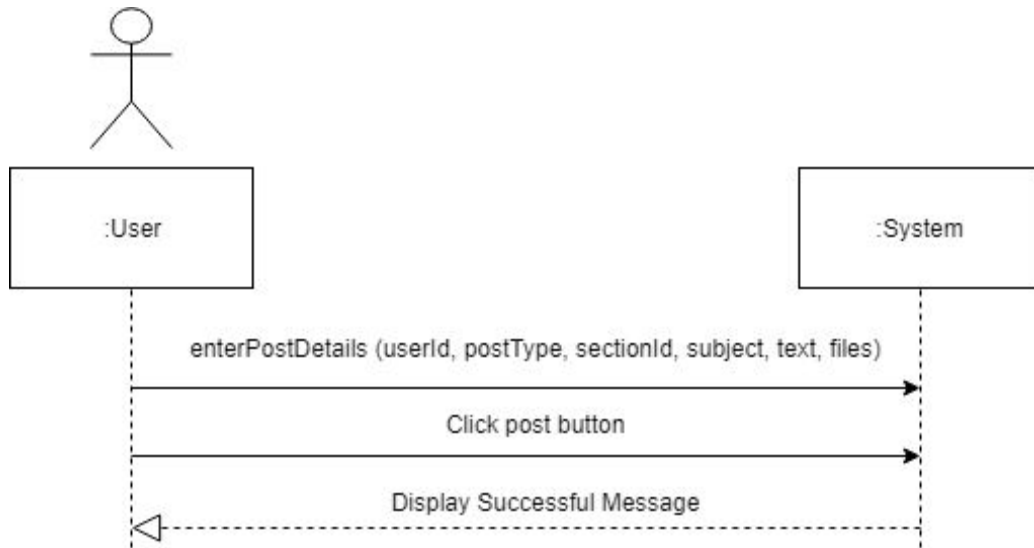 :User
:System
enterPostDetails (userId, postType, sectionId, subject, text, files)
Click post button
Display Successful Message